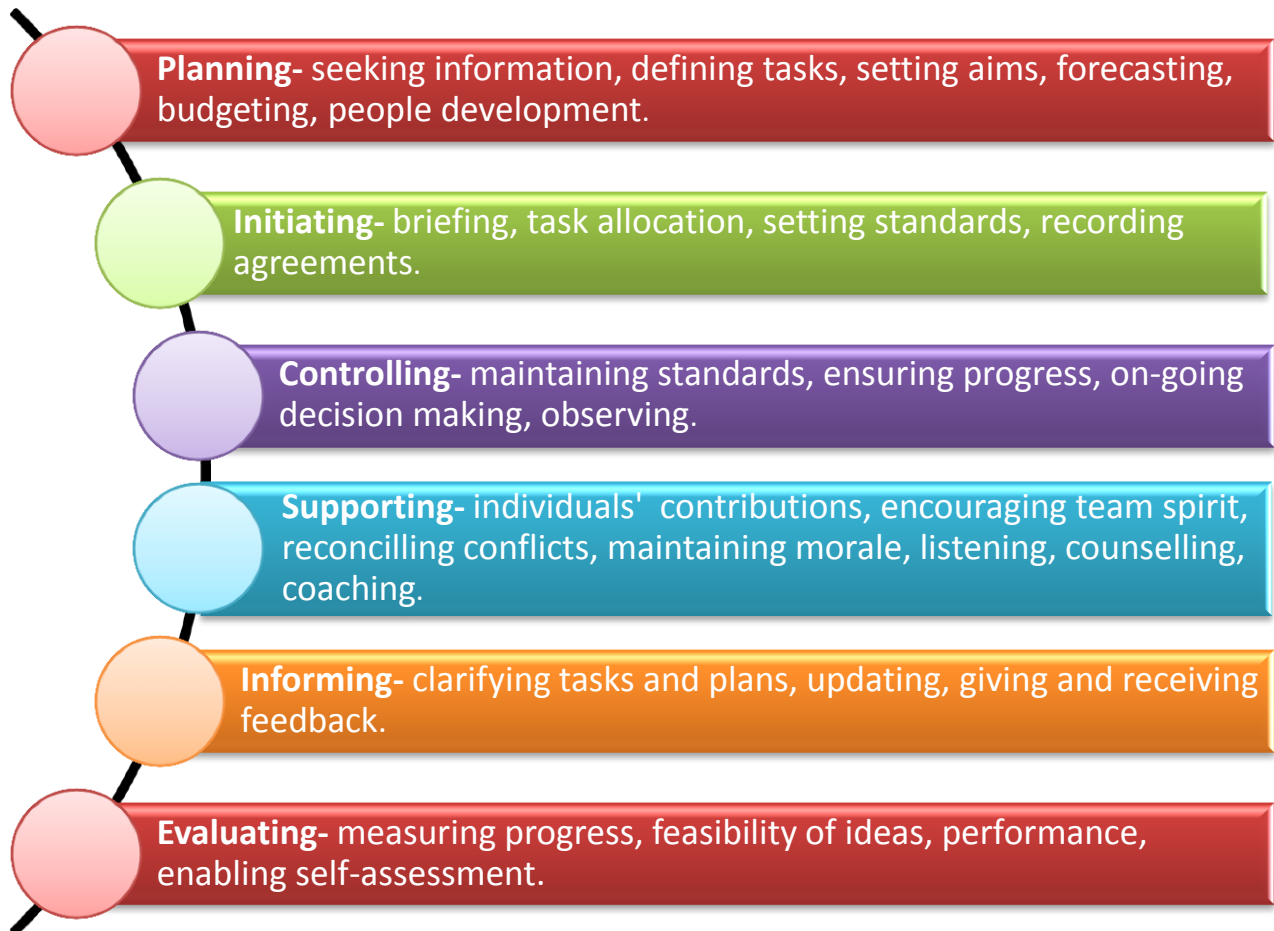 Planning- seeking information, defining tasks, setting aims, forecasting,
budgeting, people development.
Initiating- briefing, task allocation, setting standards, recording
agreements.
Controlling- maintaining standards, ensuring progress, on-going
decision making, observing.
Supporting- individuals'  contributions, encouraging team spirit,
reconcilling conflicts, maintaining morale, listening, counselling,
coaching.
Informing- clarifying tasks and plans, updating, giving and receiving
feedback.
Evaluating- measuring progress, feasibility of ideas, performance,
enabling self-assessment.